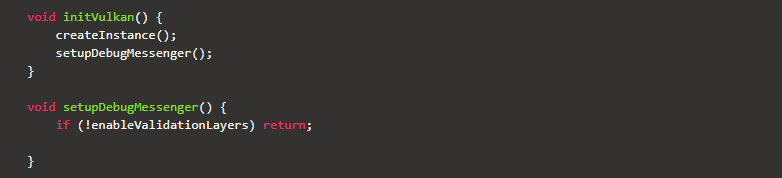 void initVulkan() {
    createInstance();
    setupDebugMessenger();
}

void setupDebugMessenger() {
    if (!enableValidationLayers) return;

}